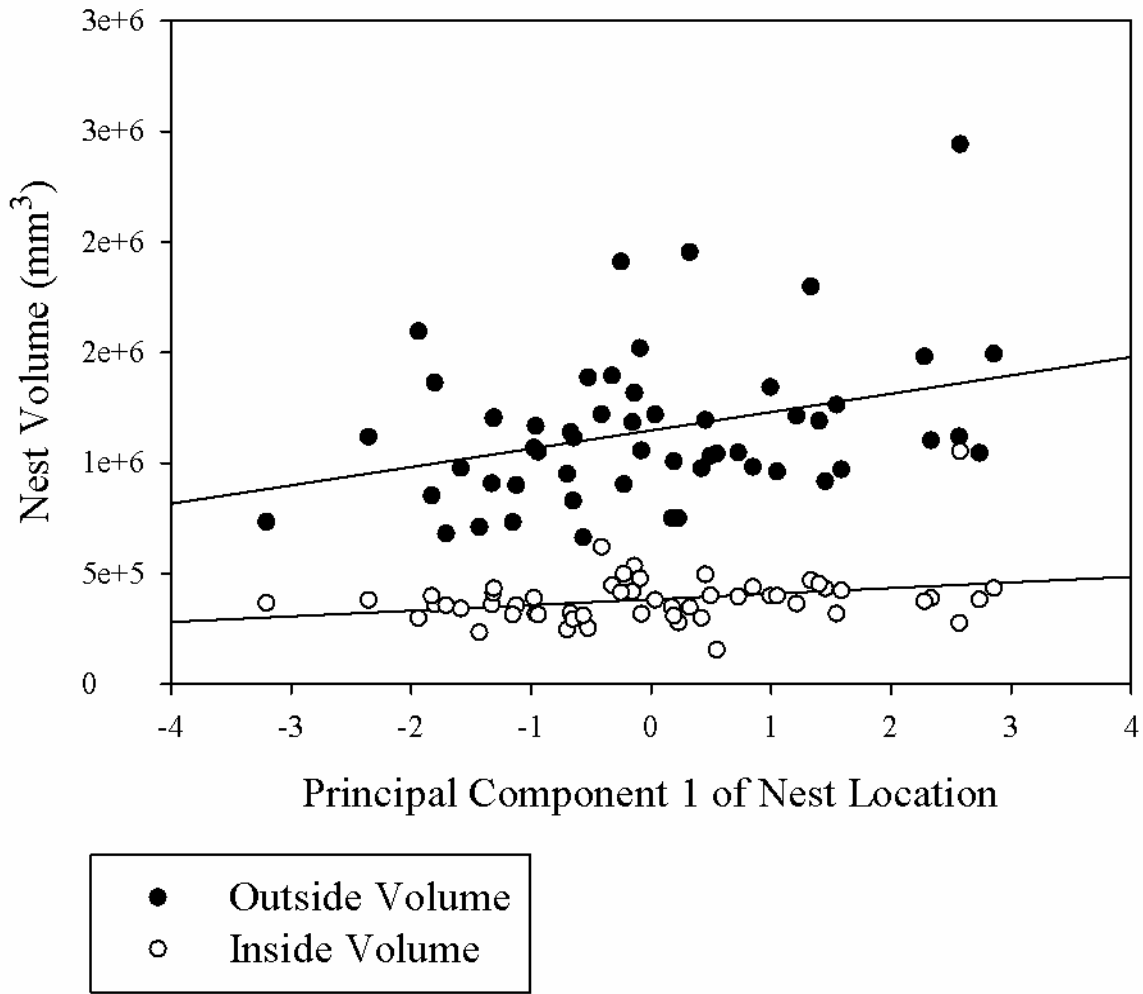 3e+6
3e+6
2e+6
2e+6
1e+6
5e+5
0
Nest Volume (mm³)
-4 -3 -2 -1 0 1 2 3 4
Principal Component 1 of Nest Location
Outside Volume
Inside Volume